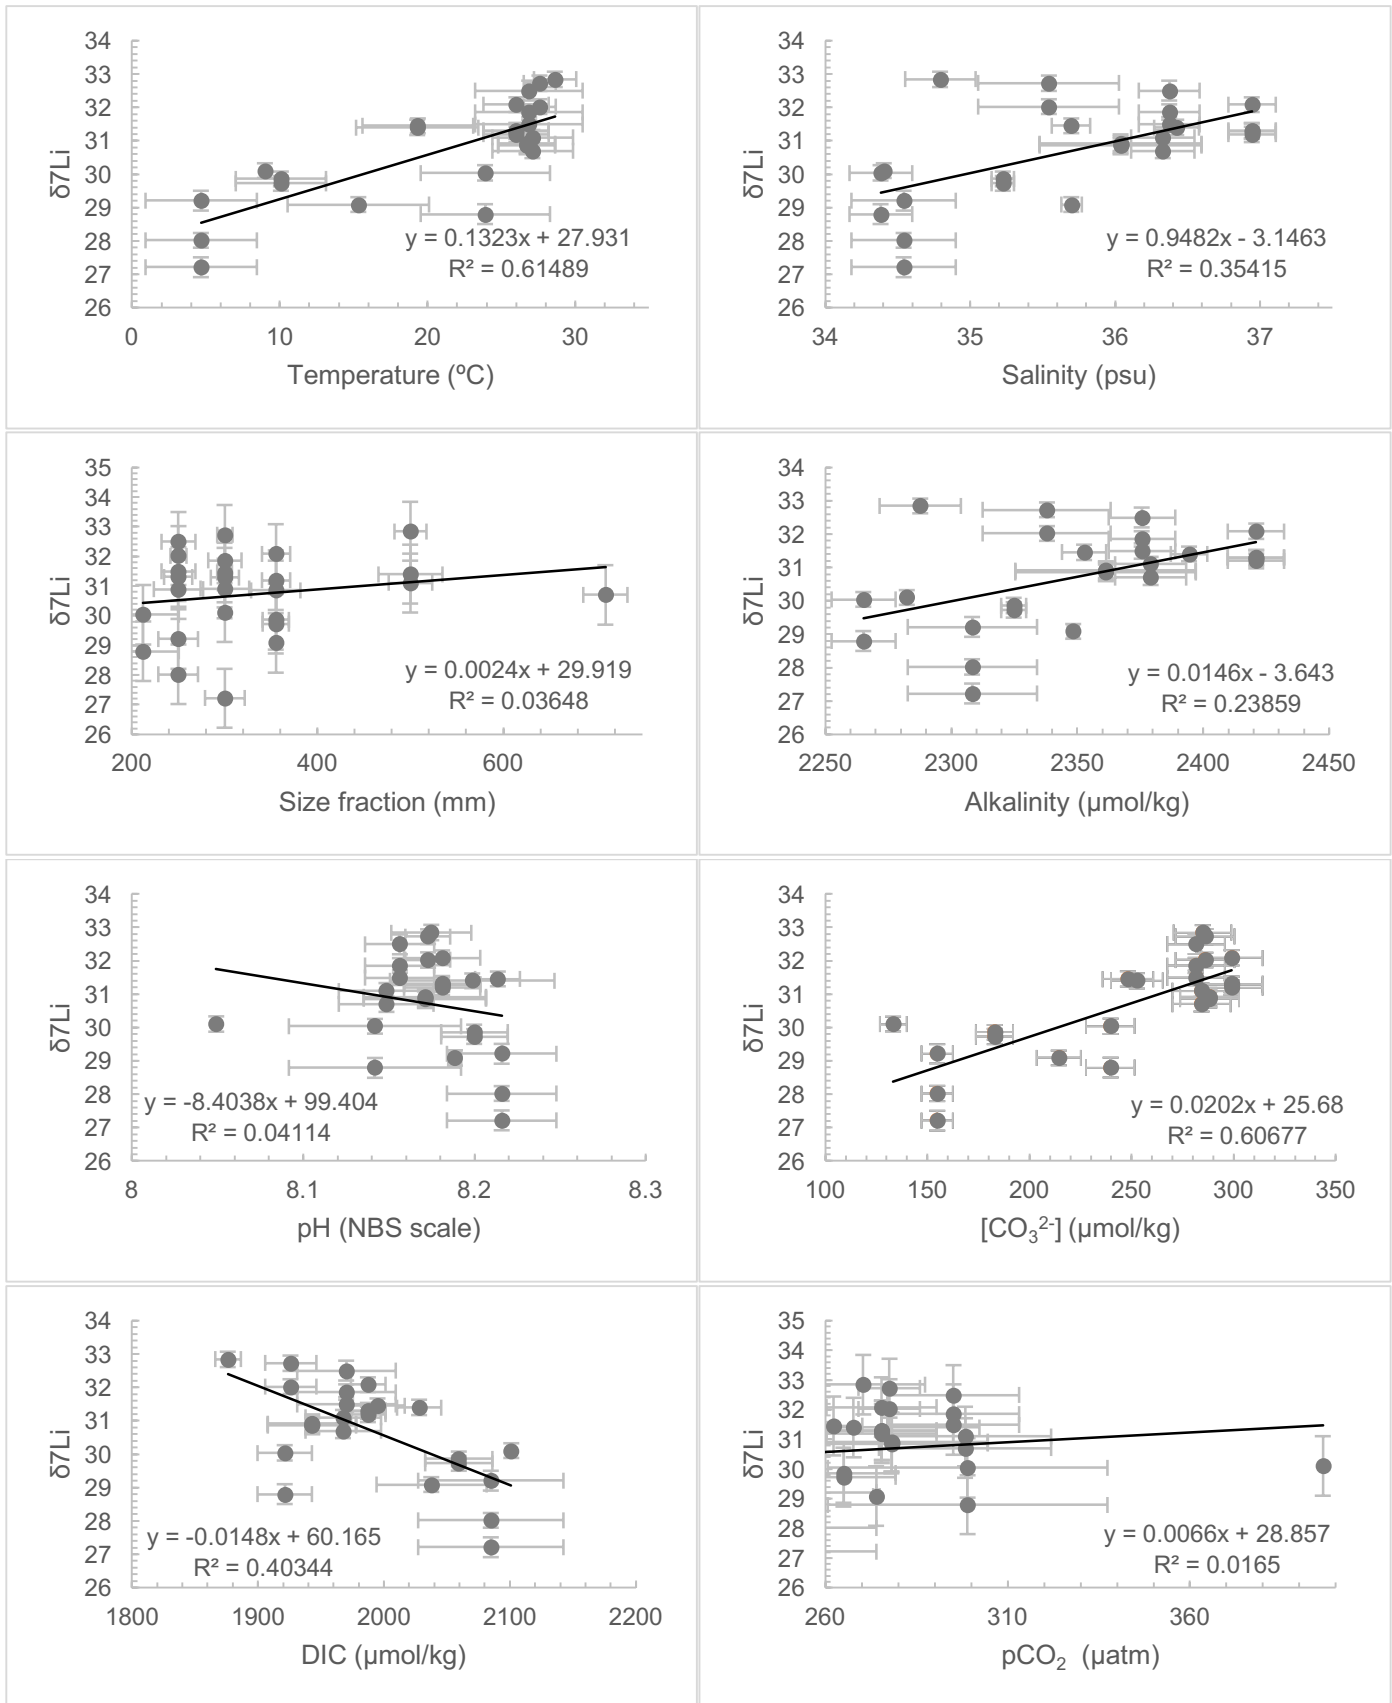 34
33
32
31
30
29
28
27
26
δ7Li
0 10 20 30
Temperature (ºC)
y = 0.1323x + 27.931
R² = 0.61489
34
33
32
31
30
29
28
27
26
δ7Li
34 35 36 37
Salinity (psu)
y = 0.9482x - 3.1463
R² = 0.35415
35
34
33
32
31
30
29
28
27
26
δ7Li
200 400 600
Size fraction (mm)
y = 0.0024x + 29.919
R² = 0.03648
34
33
32
31
30
29
28
27
26
δ7Li
2250 2300 2350 2400 2450
Alkalinity (µmol/kg)
y = 0.0146x - 3.643
R² = 0.23859
34
33
32
31
30
29
28
27
26
δ7Li
8 8.1 8.2 8.3
pH (NBS scale)
y = -8.4038x + 99.404
R² = 0.04114
34
33
32
31
30
29
28
27
26
δ7Li
100 150 200 250 300 350
[CO₃²⁻] (µmol/kg)
y = 0.0202x + 25.68
R² = 0.60677
34
33
32
31
30
29
28
27
26
δ7Li
1800 1900 2000 2100 2200
DIC (µmol/kg)
y = -0.0148x + 60.165
R² = 0.40344
35
34
33
32
31
30
29
28
27
26
δ7Li
260 310 360
pCO₂ (µatm)
y = 0.0066x + 28.857
R² = 0.0165